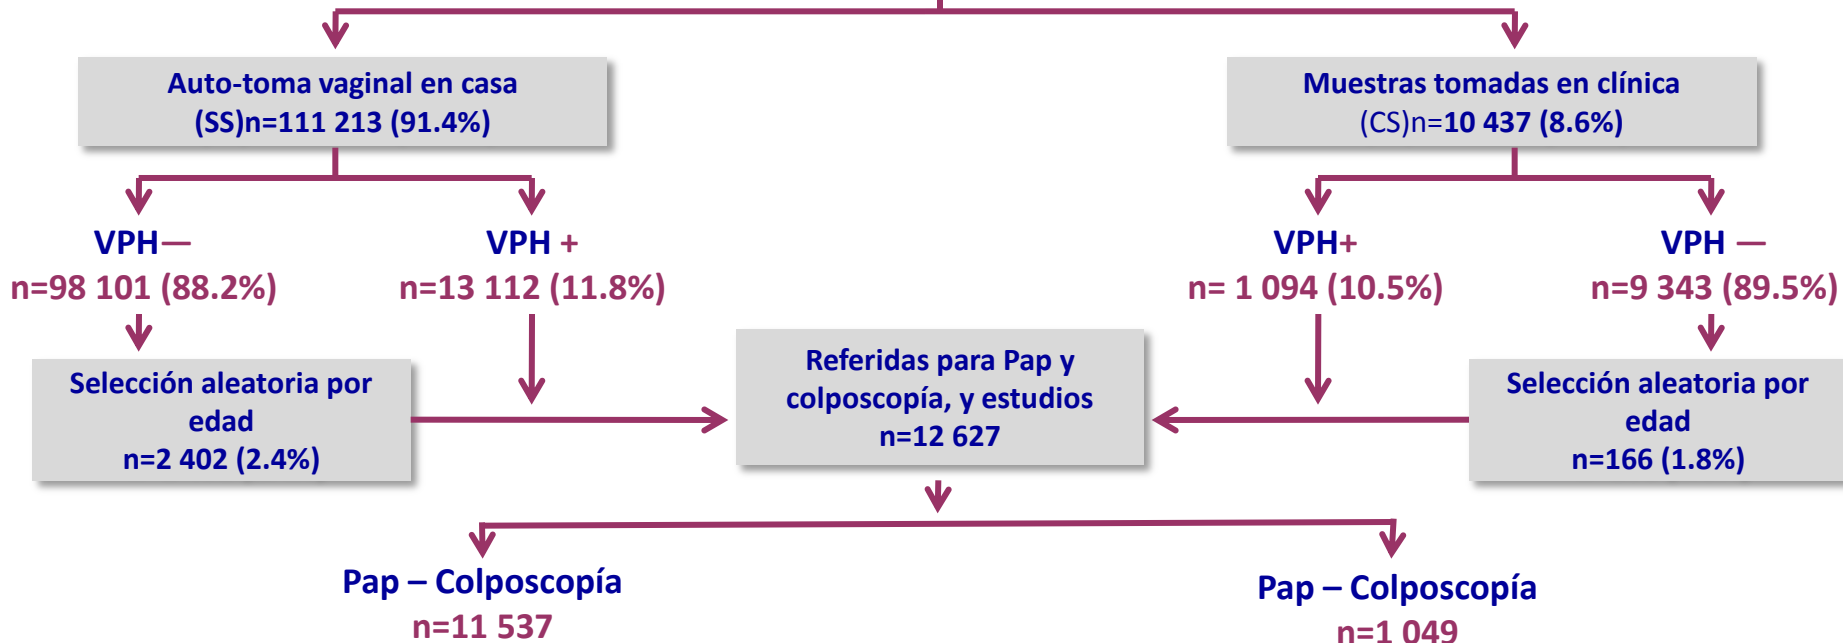 Auto-toma vaginal en casa
(SS)n=111 213 (91.4%)
Muestras tomadas en clínica
(CS)n=10 437 (8.6%)
VPH—
n=98 101 (88.2%)
VPH +
n=13 112 (11.8%)
VPH+
n= 1 094 (10.5%)
VPH —
n=9 343 (89.5%)
Selección aleatoria por
edad
n=2 402 (2.4%)
Referidas para Pap y
colposcopía, y estudios
n=12 627
Selección aleatoria por
edad
n=166 (1.8%)
Pap – Colposcopía
n=11 537
Pap – Colposcopía
n=1 049